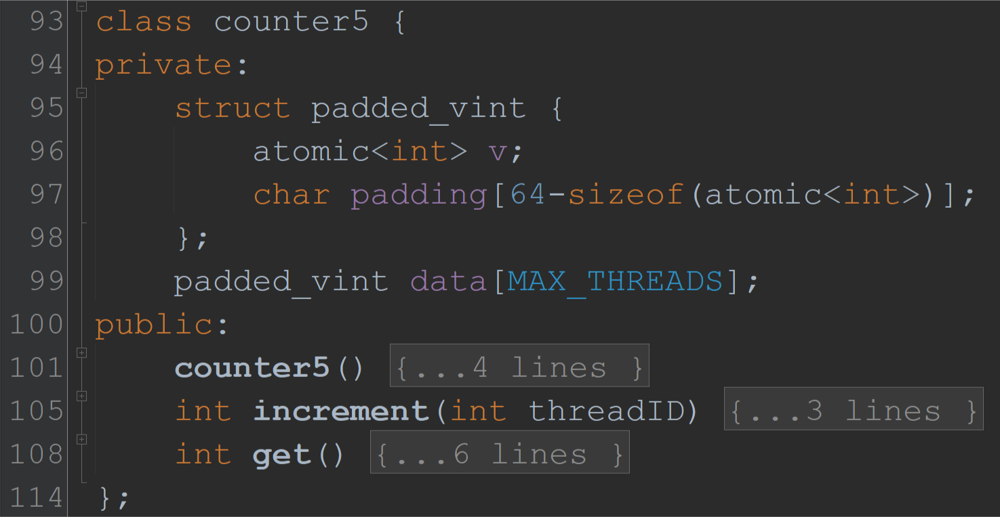 93 class counter5 {
94 private:
95     struct padded_vint {
96         atomic<int> v;
97         char padding[64-sizeof(atomic<int>)];
98     };
99     padded_vint data[MAX_THREADS];
100 public:
101     counter5() {...4 lines }
105     int increment(int threadID) {...3 lines }
108     int get() {...6 lines }
114 };